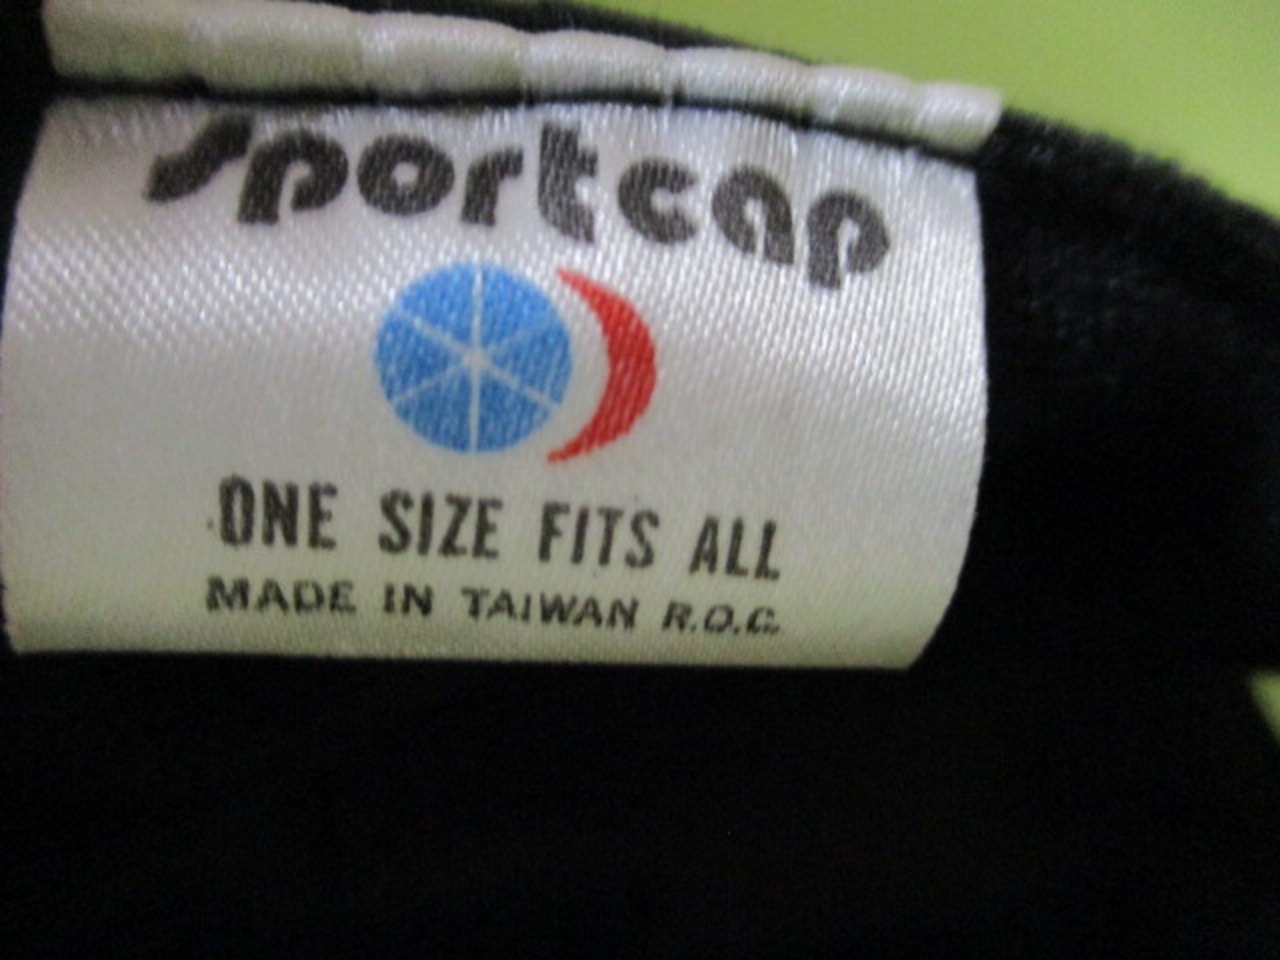 sportcap
ONE SIZE FITS ALL
MADE IN TAIWAN R.O.C.